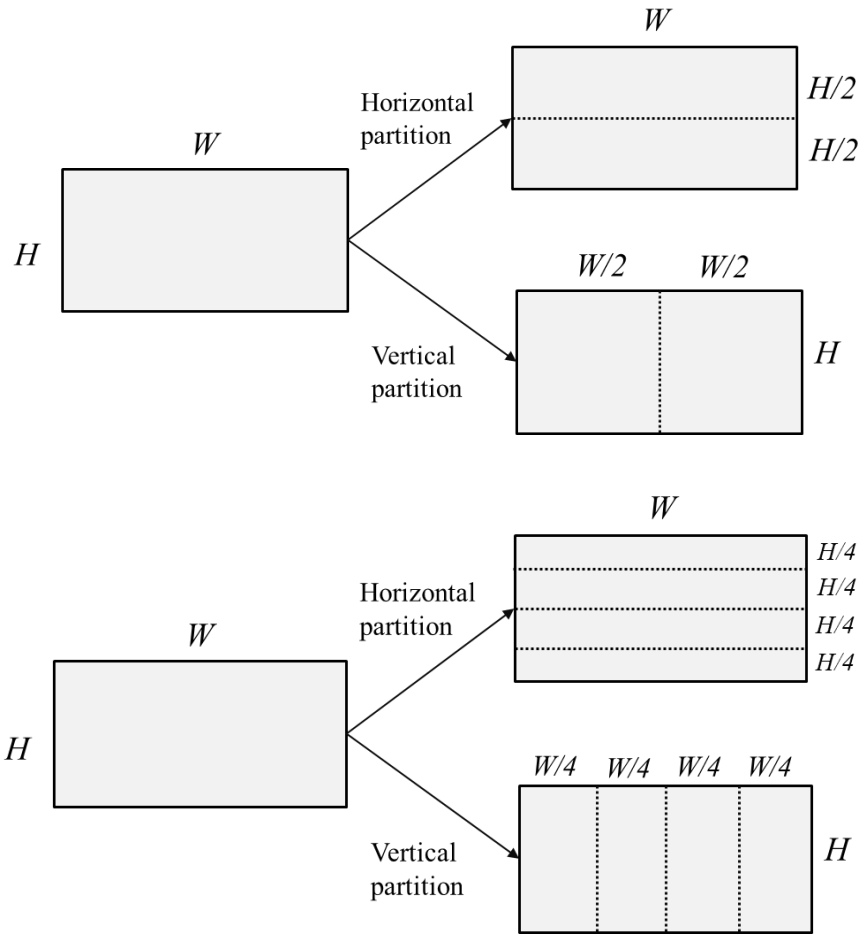 W
H/2
H/2
Horizontal
partition
W
H
W/2 W/2
H
Vertical
partition
W
H/4
H/4
H/4
H/4
Horizontal
partition
W
H
W/4 W/4 W/4 W/4
H
Vertical
partition